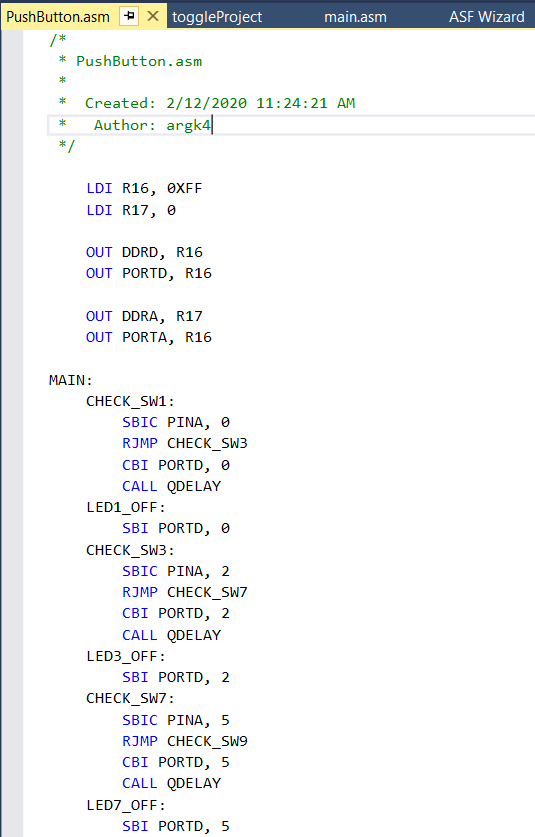 PushButton.asm toggleProject main.asm ASF Wizard
/*
 * PushButton.asm
 *
 *  Created: 2/12/2020 11:24:21 AM
 *   Author: argk4
 */
LDI R16, 0XFF
LDI R17, 0
OUT DDRD, R16
OUT PORTD, R16
OUT DDRA, R17
OUT PORTA, R16
MAIN:
CHECK_SW1:
SBIC PINA, 0
RJMP CHECK_SW3
CBI PORTD, 0
CALL QDELAY
LED1_OFF:
SBI PORTD, 0
CHECK_SW3:
SBIC PINA, 2
RJMP CHECK_SW7
CBI PORTD, 2
CALL QDELAY
LED3_OFF:
SBI PORTD, 2
CHECK_SW7:
SBIC PINA, 5
RJMP CHECK_SW9
CBI PORTD, 5
CALL QDELAY
LED7_OFF:
SBI PORTD, 5